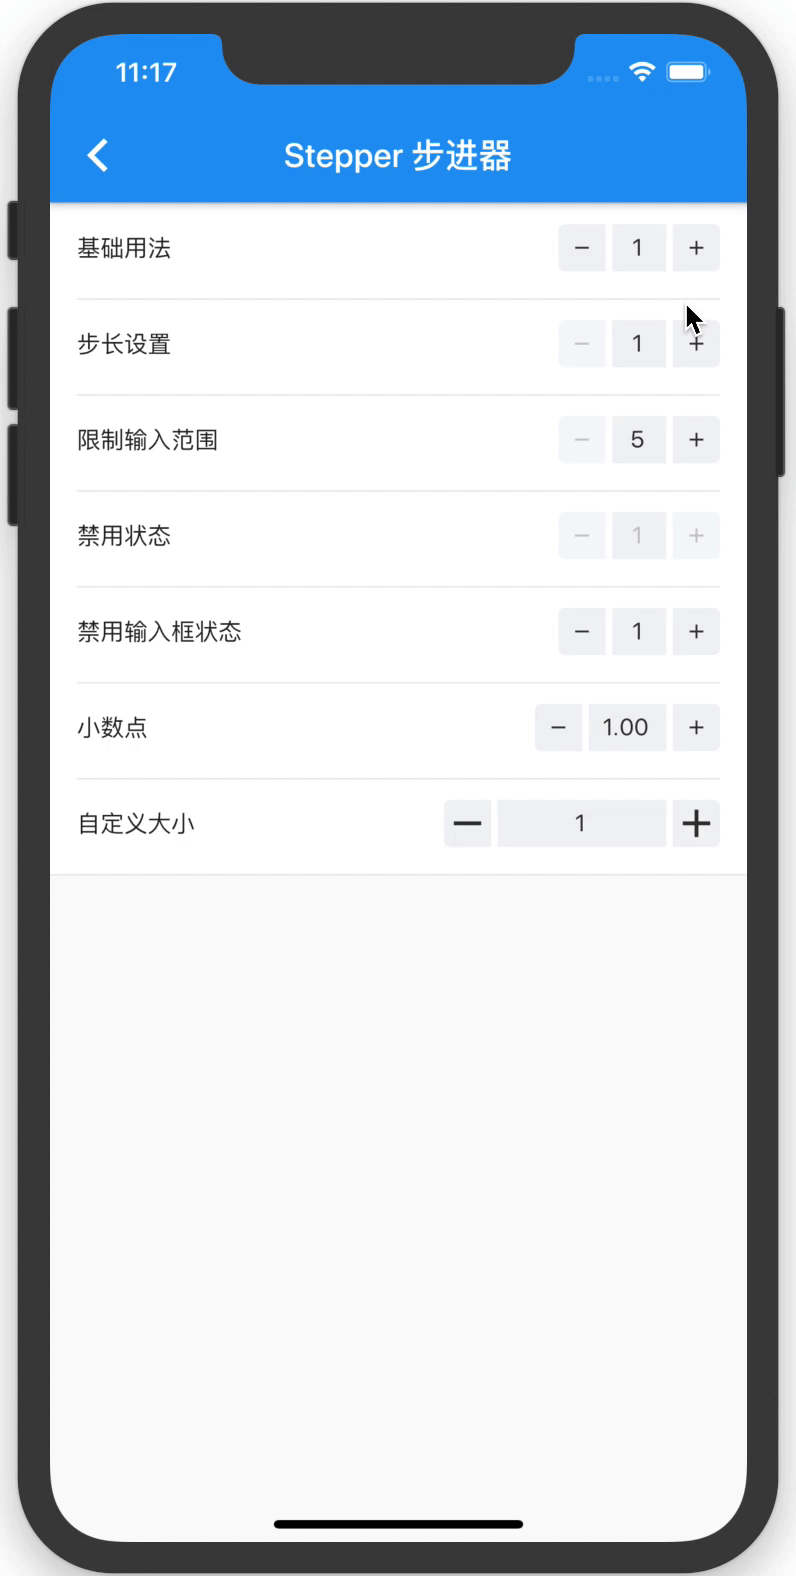 11:17
Stepper 步进器
基础用法 − 1 +
步长设置 − 1 +
限制输入范围 − 5 +
禁用状态 − 1 +
禁用输入框状态 − 1 +
小数点 − 1.00 +
自定义大小 − 1 +